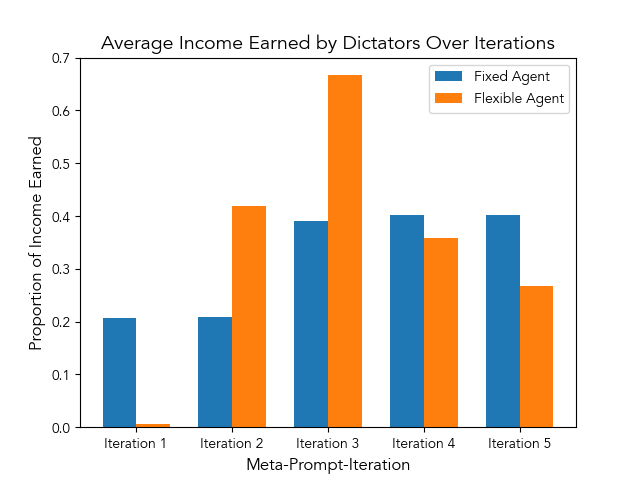 Average Income Earned by Dictators Over Iterations
Fixed Agent
Flexible Agent
Proportion of Income Earned
0.7
0.6
0.5
0.4
0.3
0.2
0.1
0.0
Iteration 1
Iteration 2
Iteration 3
Iteration 4
Iteration 5
Meta-Prompt-Iteration